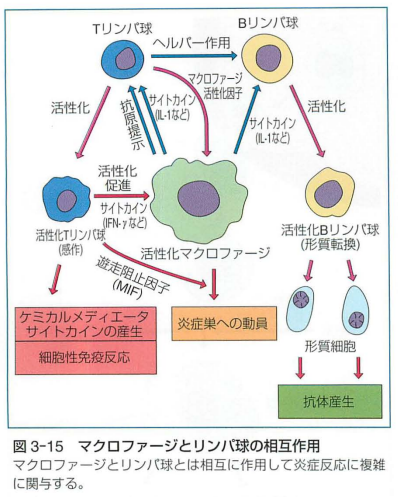 Tリンパ球
Bリンパ球
ヘルパー作用
マクロファージ
活性化因子
活性化
抗原提示
サイトカイン
(IL-1など)
サイトカイン
(IL-1など)
活性化
活性化
促進
サイトカイン
(IFN-γなど)
活性化Tリンパ球
(感作)
活性化マクロファージ
活性化Bリンパ球
(形質転換)
遊走阻止因子
(MIF)
ケミカルメディエータ
サイトカインの産生
細胞性免疫反応
炎症巣への動員
形質細胞
抗体産生
図 3-15 マクロファージとリンパ球の相互作用
マクロファージとリンパ球とは相互に作用して炎症反応に複雑
に関与する。